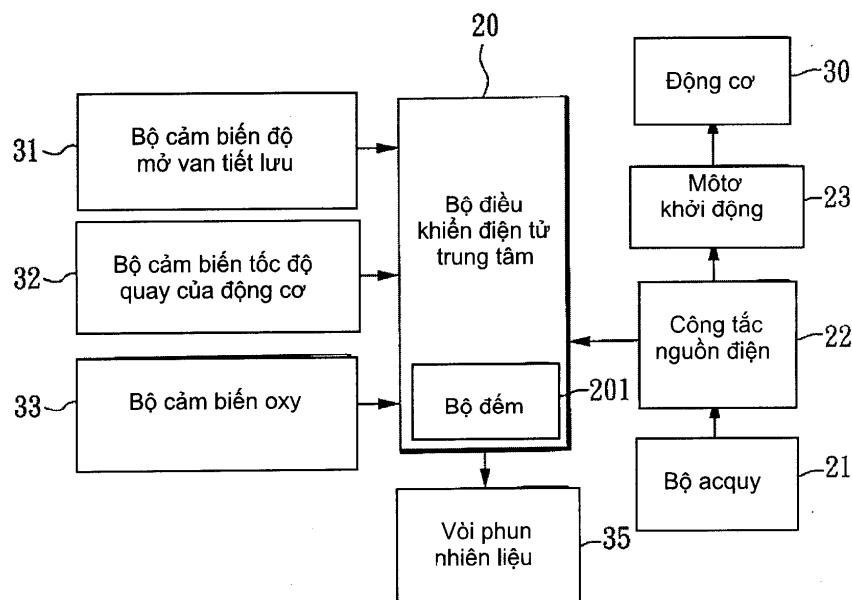 20
31
Bộ cảm biến độ
mở van tiết lưu
32
Bộ cảm biến tốc độ
quay của động cơ
33
Bộ cảm biến oxy
Bộ điều
khiển điện tử
trung tâm
Bộ đếm
201
Vòi phun
nhiên liệu
35
Động cơ
30
Môtơ
khởi động
23
Công tắc
nguồn điện
22
Bộ acquy
21